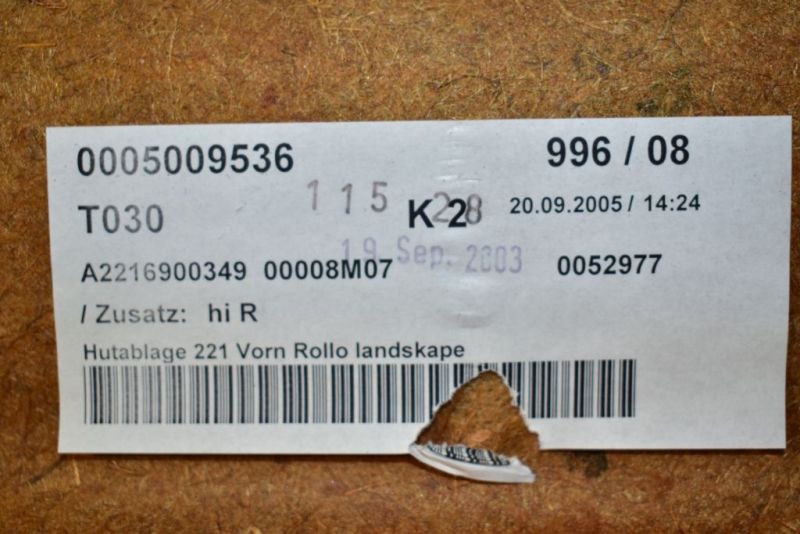 0005009536 996 / 08
T030 115 K 2 28 20.09.2005 / 14:24
19 Sep. 2003
A2216900349 00008M07 0052977
/ Zusatz: hi R
Hutablage 221 Vorn Rollo landskape